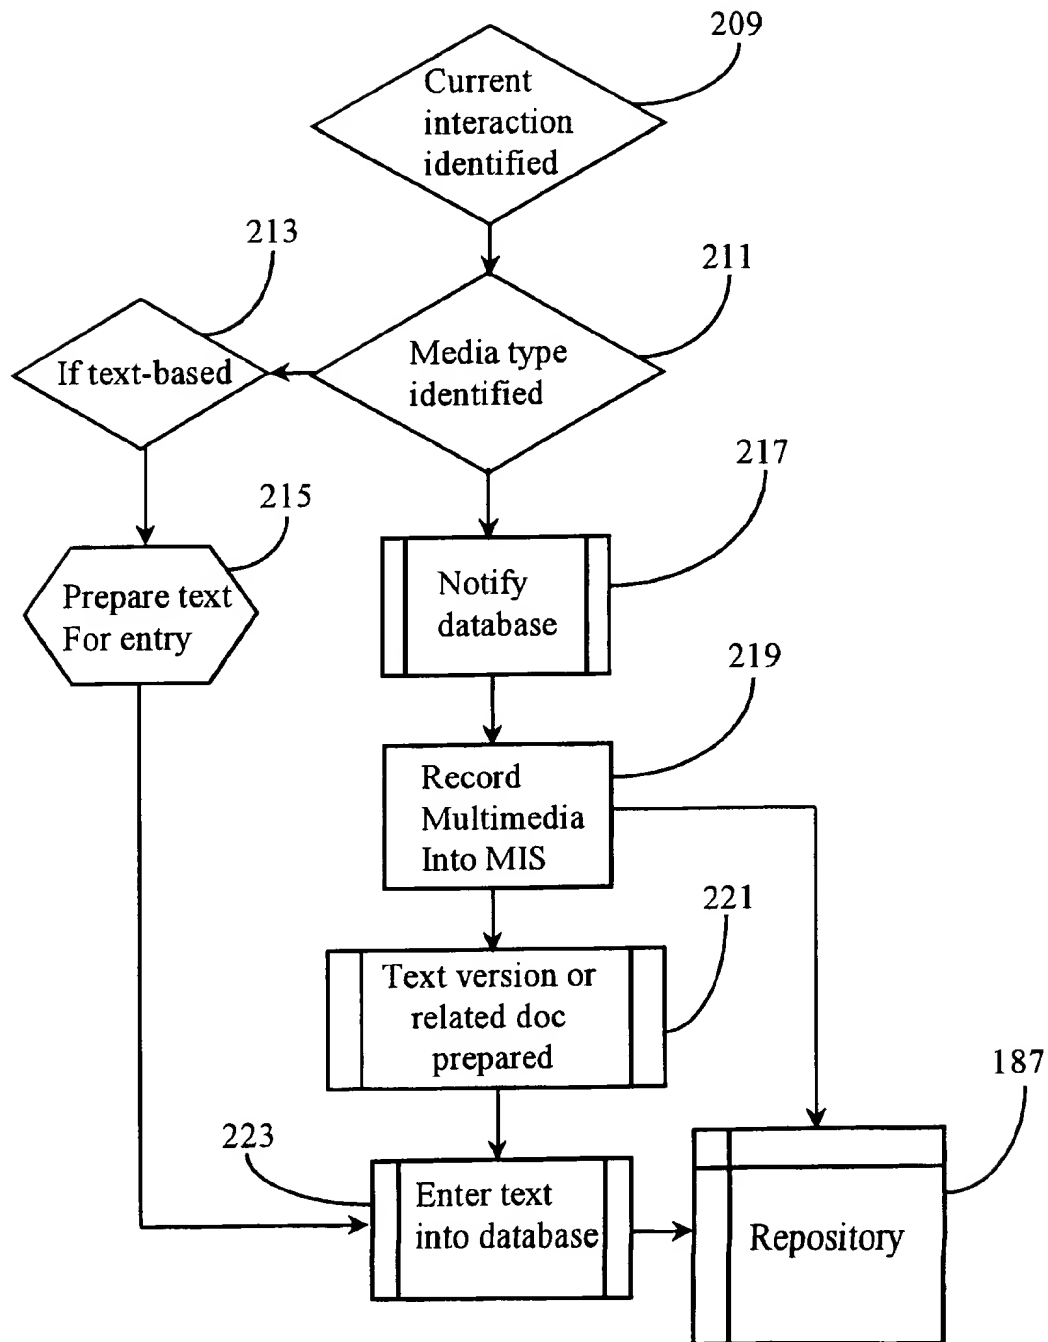 209
Current
interaction
identified
213
211
If text-based
Media type
identified
217
215
Notify
database
Prepare text
For entry
219
Record
Multimedia
Into MIS
221
Text version or
related doc
prepared
187
223
Enter text
into database
Repository